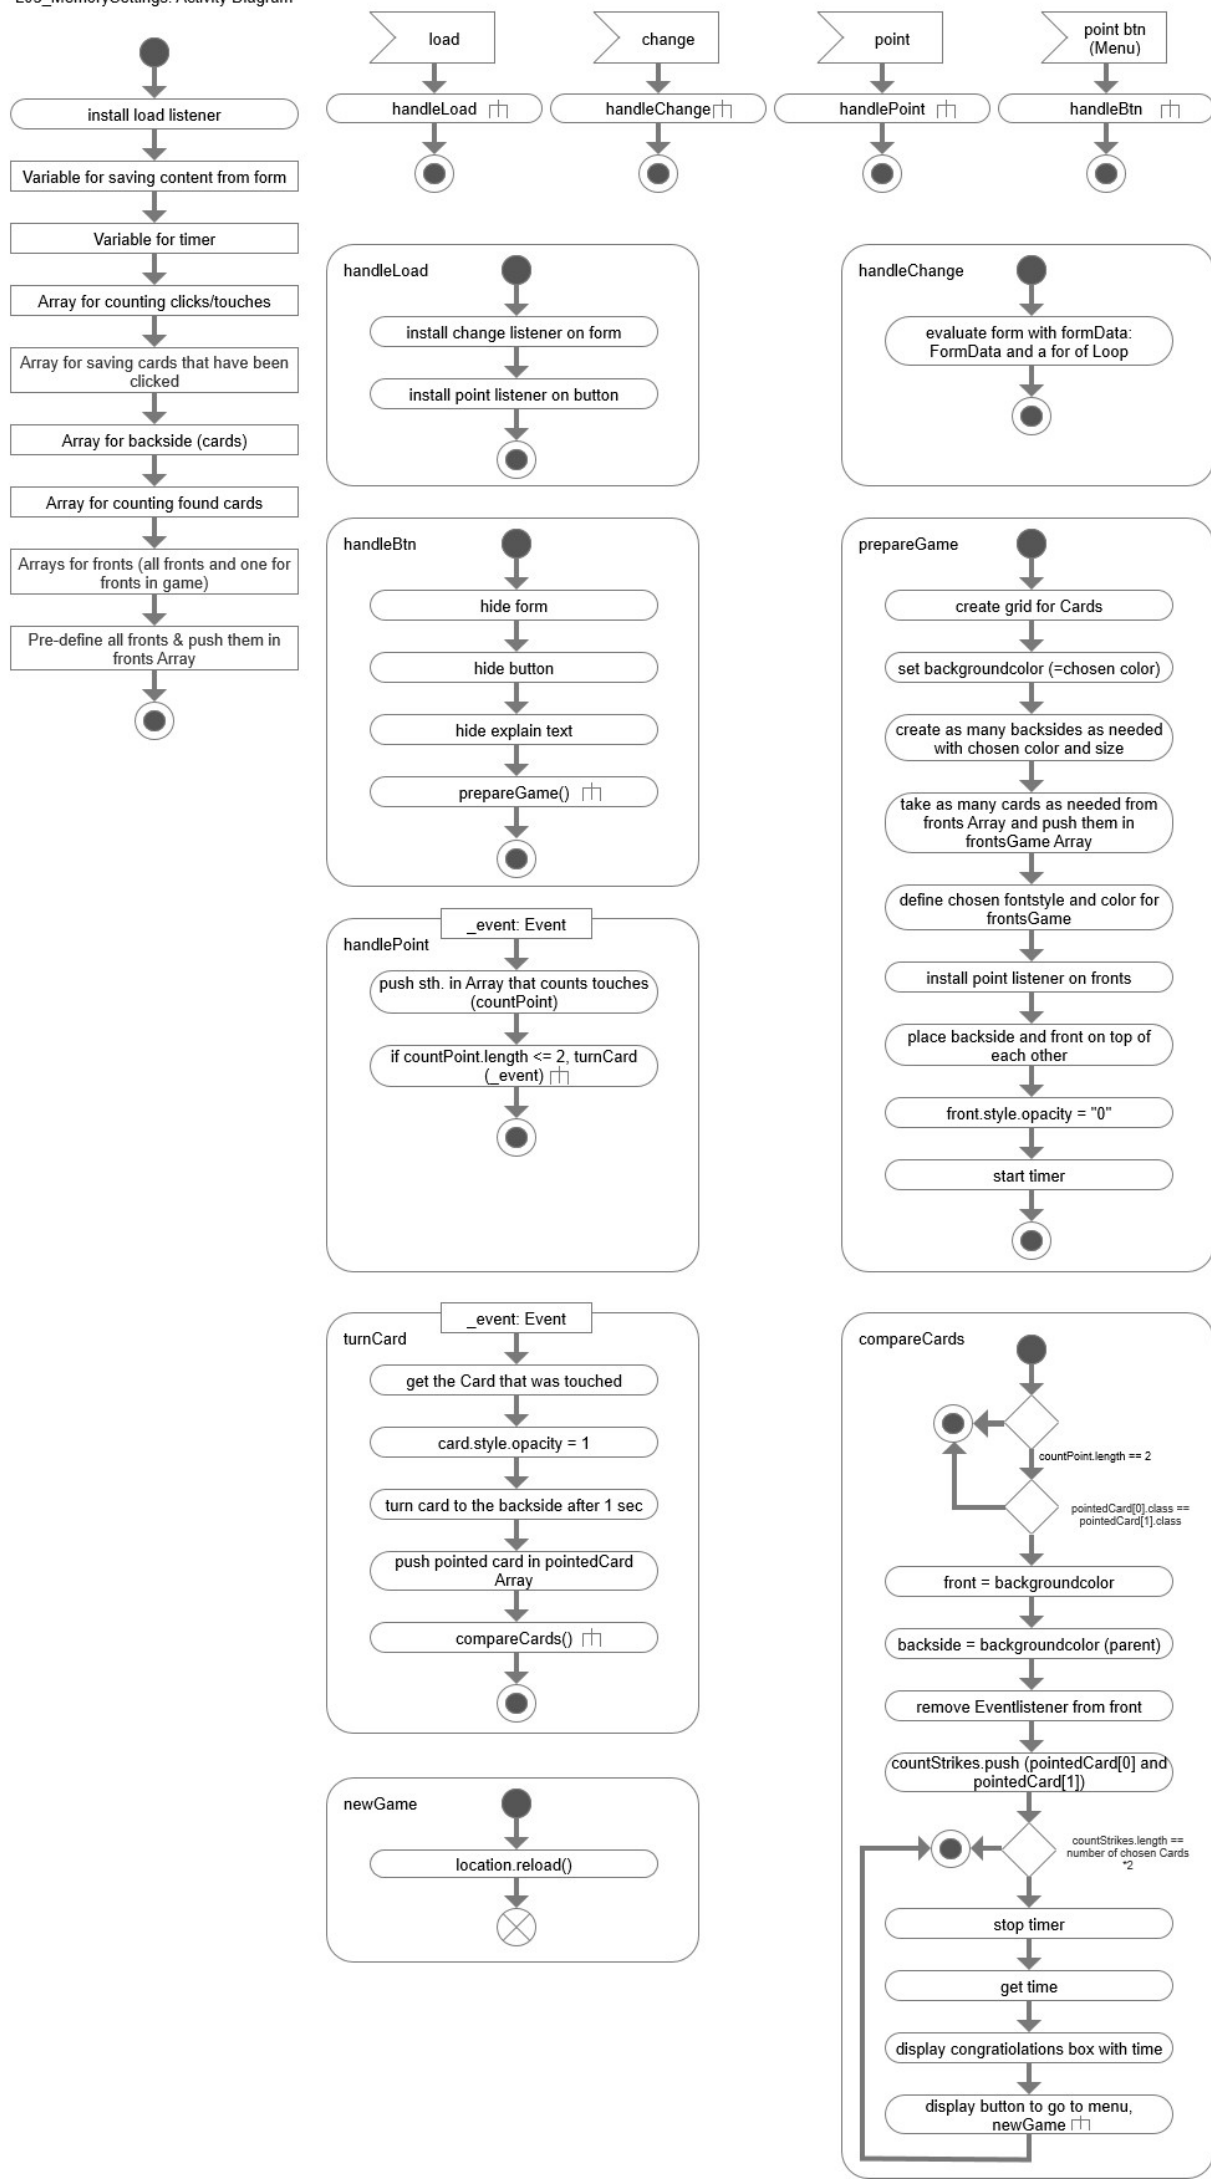 install load listener
Variable for saving content from form
Variable for timer
Array for counting clicks/touches
Array for saving cards that have been
clicked
Array for backside (cards)
Array for counting found cards
Arrays for fronts (all fronts and one for
fronts in game)
Pre-define all fronts & push them in
fronts Array
load
handleLoad
change
handleChange
point
handlePoint
point btn
(Menu)
handleBtn
handleLoad
install change listener on form
install point listener on button
handleChange
evaluate form with formData:
FormData and a for of Loop
handleBtn
hide form
hide button
hide explain text
prepareGame()
prepareGame
create grid for Cards
set backgroundcolor (=chosen color)
create as many backsides as needed
with chosen color and size
take as many cards as needed from
fronts Array and push them in
frontsGame Array
define chosen fontstyle and color for
frontsGame
install point listener on fronts
place backside and front on top of
each other
front.style.opacity = "0"
start timer
_event: Event
handlePoint
push sth. in Array that counts touches
(countPoint)
if countPoint.length <= 2, turnCard
(_event)
_event: Event
turnCard
get the Card that was touched
card.style.opacity = 1
turn card to the backside after 1 sec
push pointed card in pointedCard
Array
compareCards()
compareCards
countPoint.length == 2
pointedCard[0].class ==
pointedCard[1].class
front = backgroundcolor
backside = backgroundcolor (parent)
remove Eventlistener from front
countStrikes.push (pointedCard[0] and
pointedCard[1])
countStrikes.length ==
number of chosen Cards
*2
stop timer
get time
display congratiolations box with time
display button to go to menu,
newGame
newGame
location.reload()